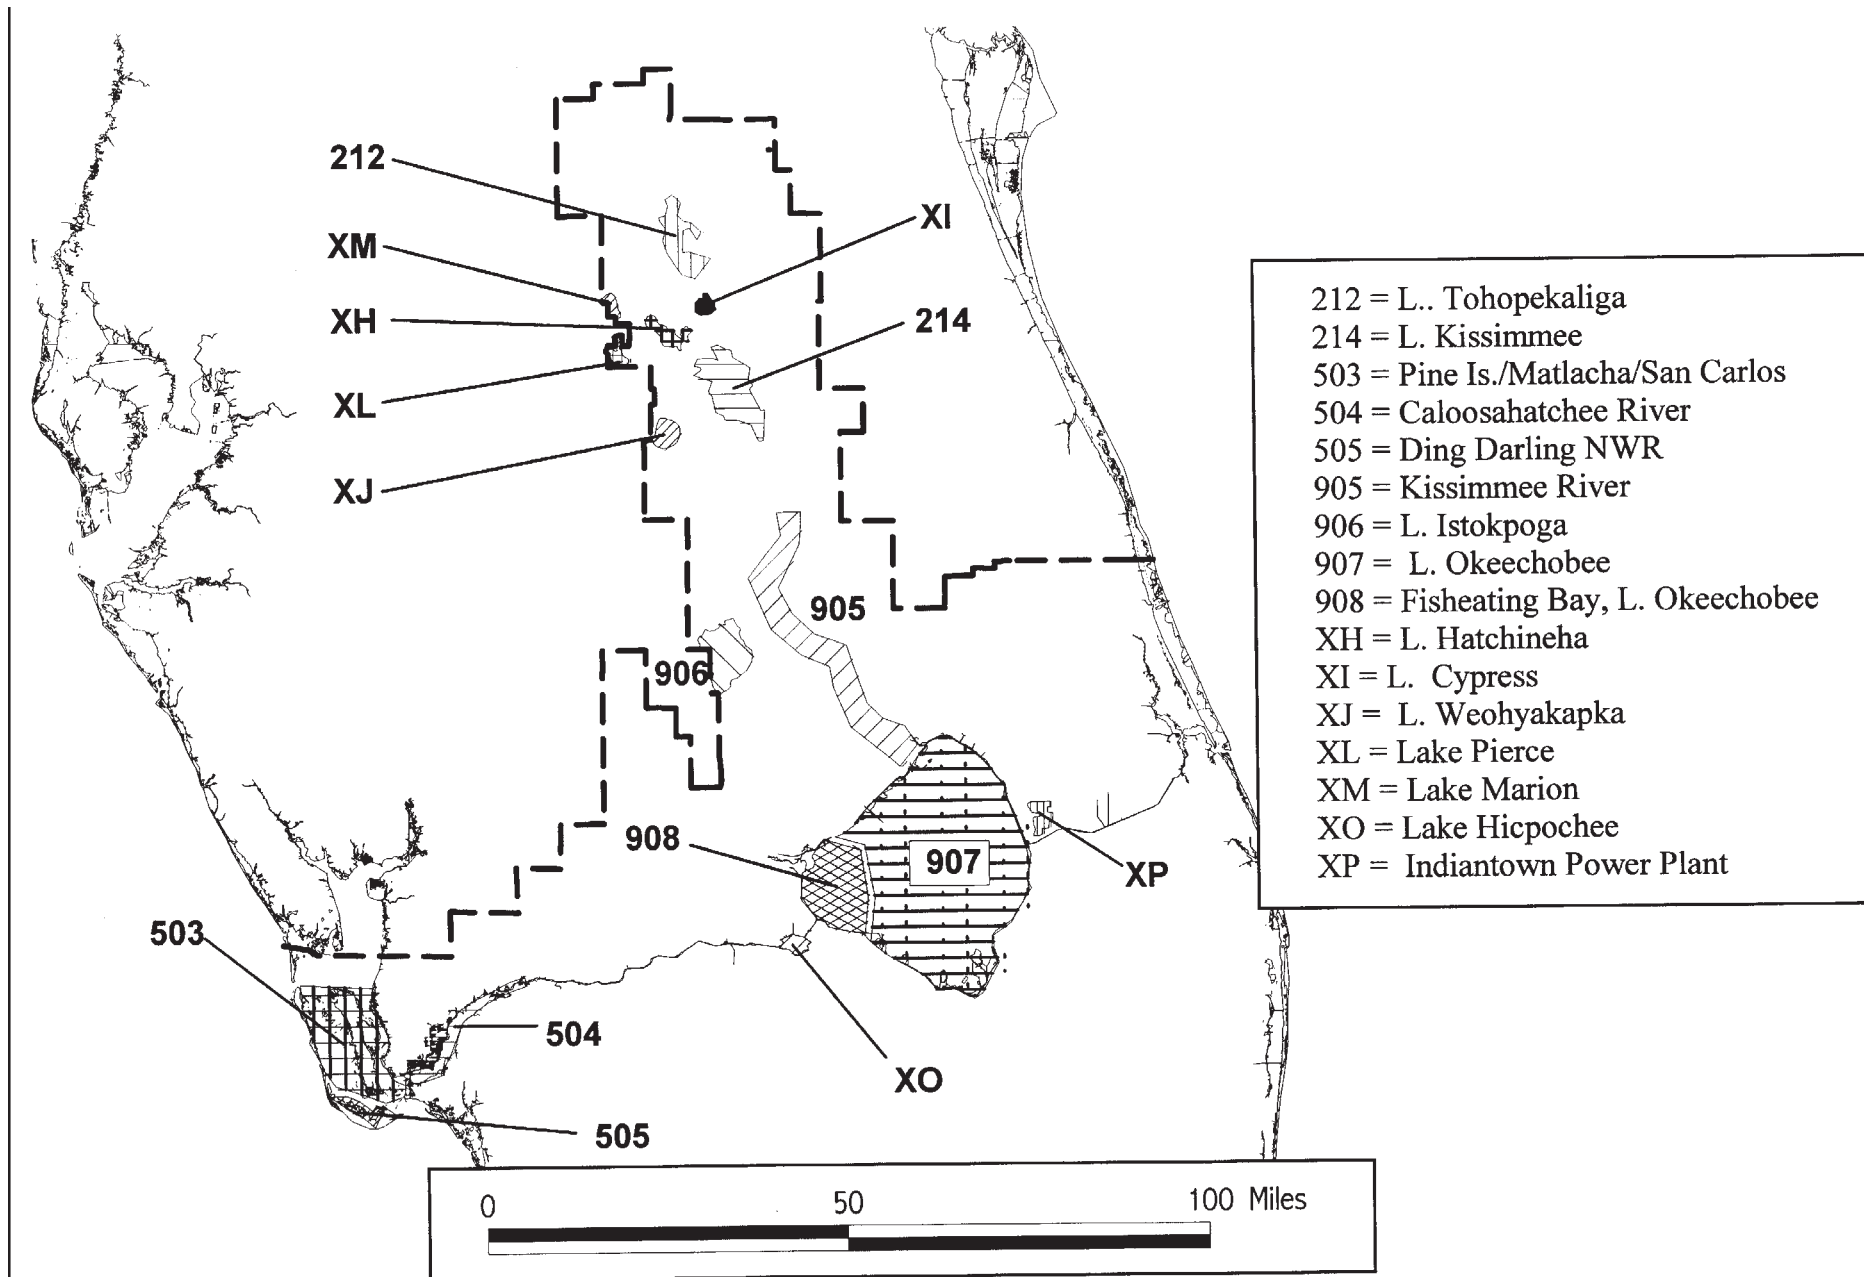 212
XM
XI
XH
214
XL
XJ
905
906
908
907
XP
503
504
XO
505
212 = L.. Tohopekaliga
214 = L. Kissimmee
503 = Pine Is./Matlacha/San Carlos
504 = Caloosahatchee River
505 = Ding Darling NWR
905 = Kissimmee River
906 = L. Istokpoga
907 = L. Okeechobee
908 = Fisheating Bay, L. Okeechobee
XH = L. Hatchineha
XI = L. Cypress
XJ = L. Weohyakapka
XL = Lake Pierce
XM = Lake Marion
XO = Lake Hicpochee
XP = Indiantown Power Plant
0 50 100 Miles